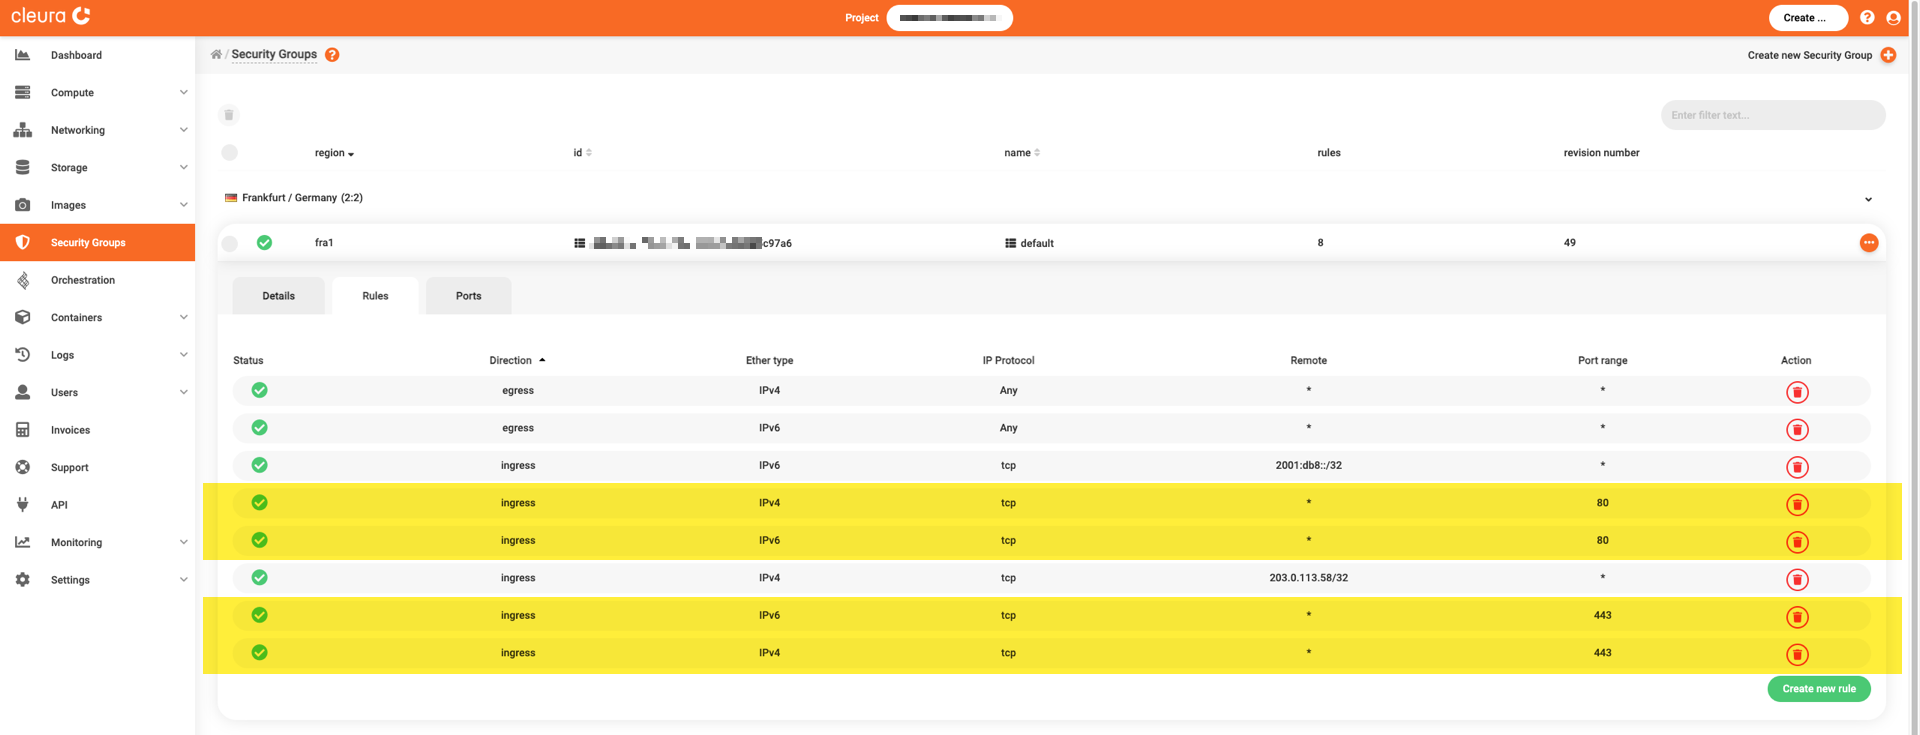 cleura
Project
Create ...
Dashboard
Compute
Networking
Storage
Images
Security Groups
Orchestration
Containers
Logs
Users
Invoices
Support
API
Monitoring
Settings
/ Security Groups ?
Create new Security Group
Enter filter text...
region id name rules revision number
Frankfurt / Germany (2:2)
fra1 c97a6 default 8 49
Details Rules Ports
Status Direction Ether type IP Protocol Remote Port range Action
egress IPv4 Any * *
egress IPv6 Any * *
ingress IPv6 tcp 2001:db8::/32 *
ingress IPv4 tcp * 80
ingress IPv6 tcp * 80
ingress IPv4 tcp 203.0.113.58/32 *
ingress IPv6 tcp * 443
ingress IPv4 tcp * 443
Create new rule